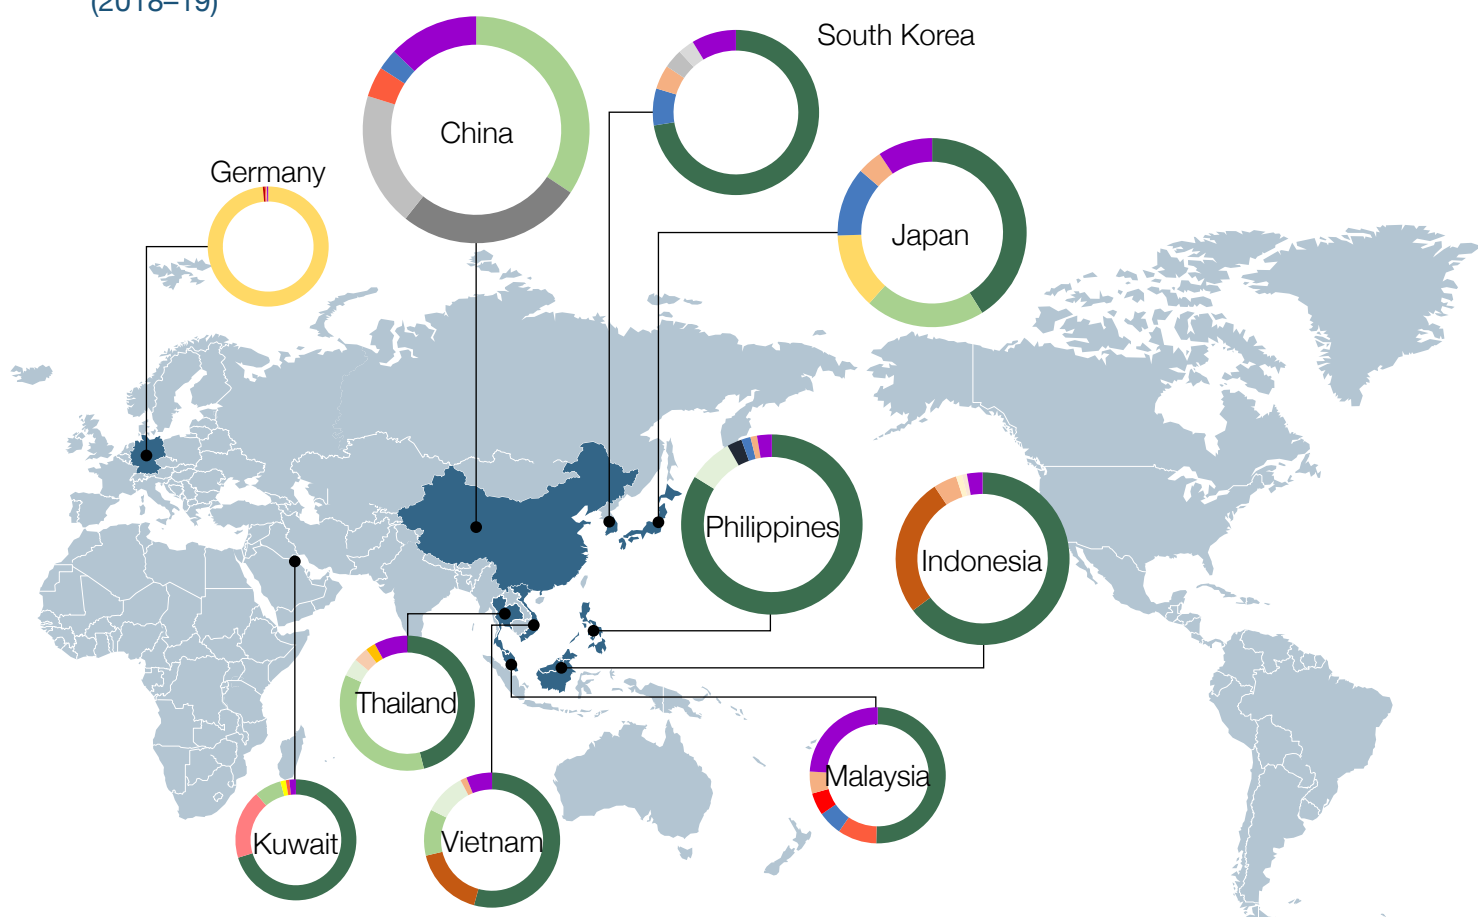 (2018–19)
South Korea
China
Germany
Japan
Philippines
Indonesia
Thailand
Malaysia
Kuwait
Vietnam